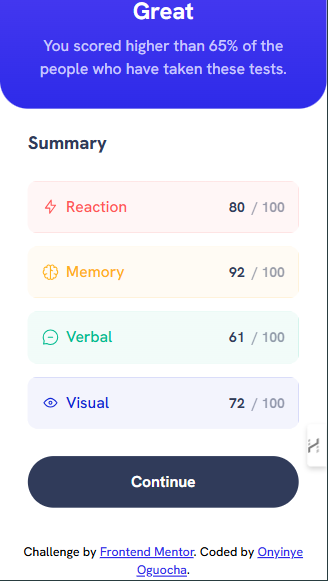 Great
You scored higher than 65% of the
people who have taken these tests.
Summary
Reaction 80 / 100
Memory 92 / 100
Verbal 61 / 100
Visual 72 / 100
Continue
Challenge by Frontend Mentor. Coded by Onyinye
Oguocha.